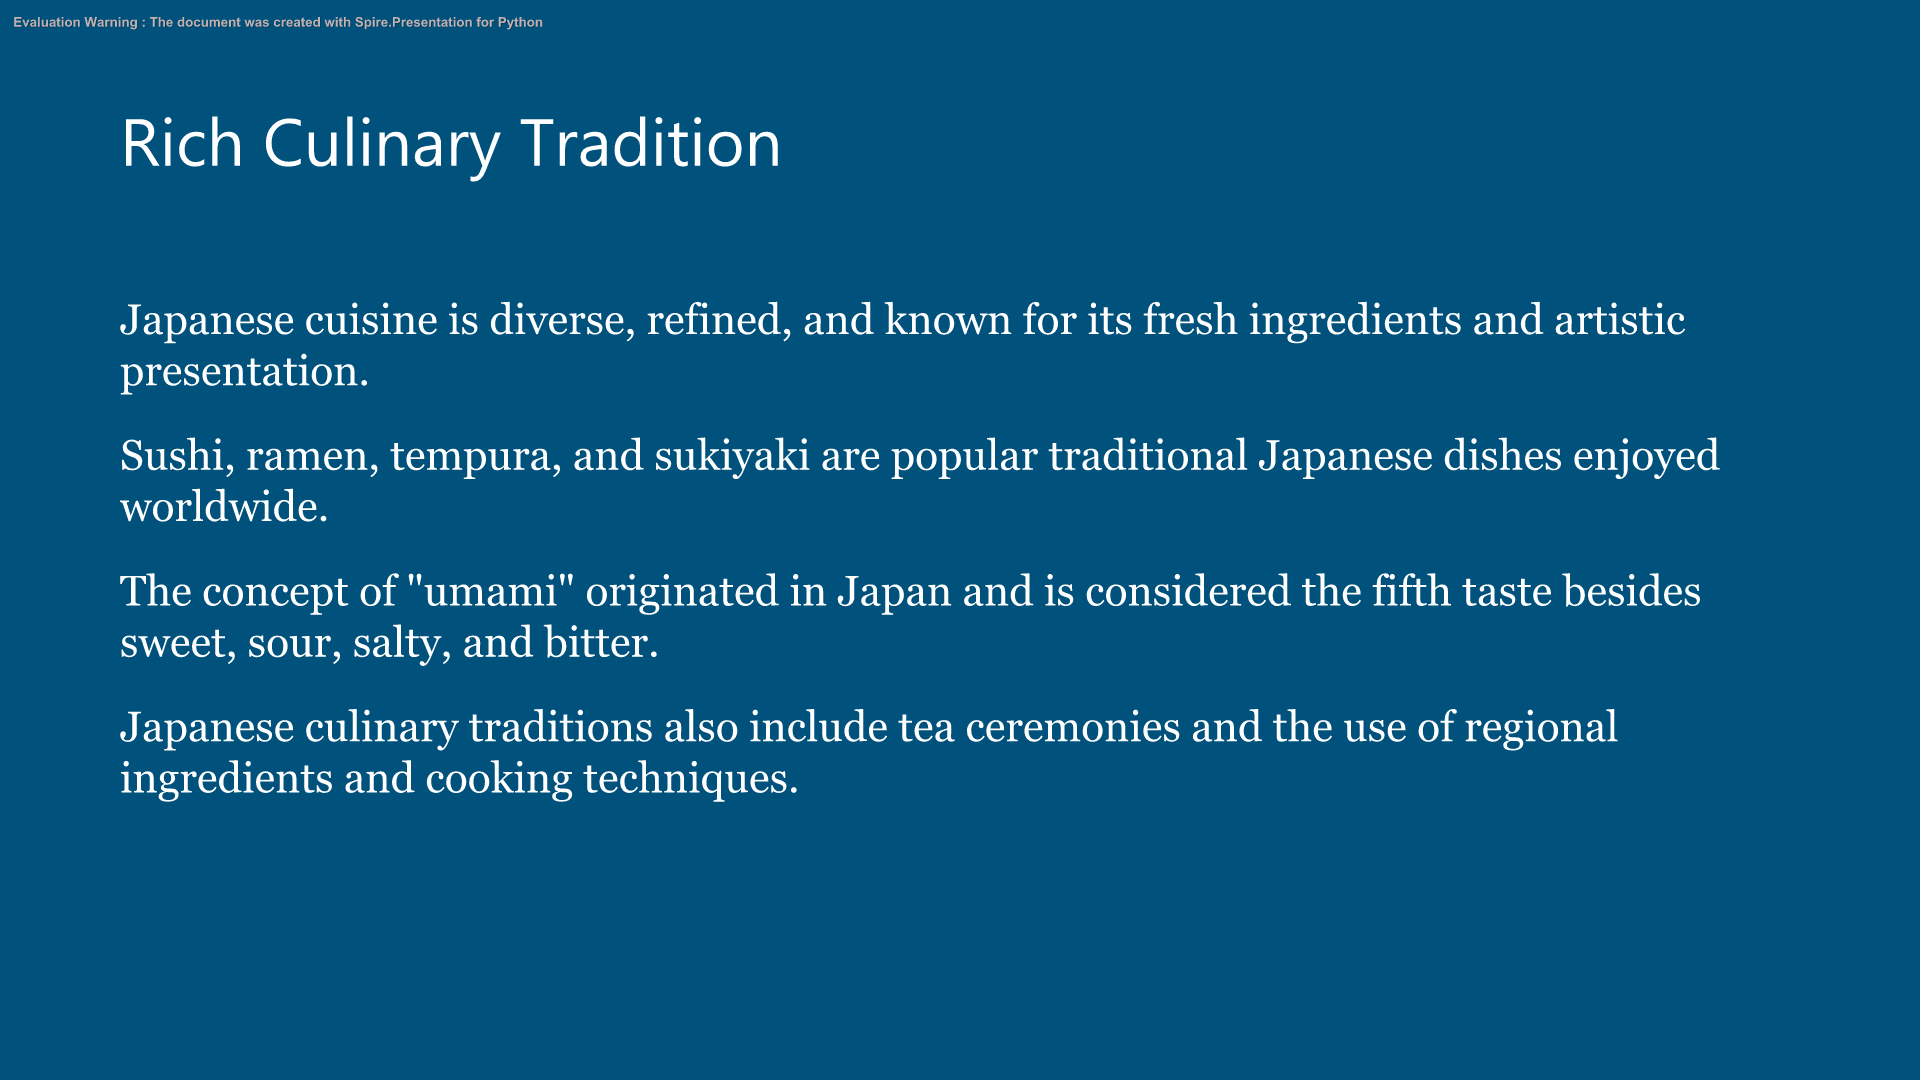 Evaluation Warning : The document was created with Spire.Presentation for Python
Rich Culinary Tradition
Japanese cuisine is diverse, refined, and known for its fresh ingredients and artistic
presentation.
Sushi, ramen, tempura, and sukiyaki are popular traditional Japanese dishes enjoyed
worldwide.
The concept of "umami" originated in Japan and is considered the fifth taste besides
sweet, sour, salty, and bitter.
Japanese culinary traditions also include tea ceremonies and the use of regional
ingredients and cooking techniques.